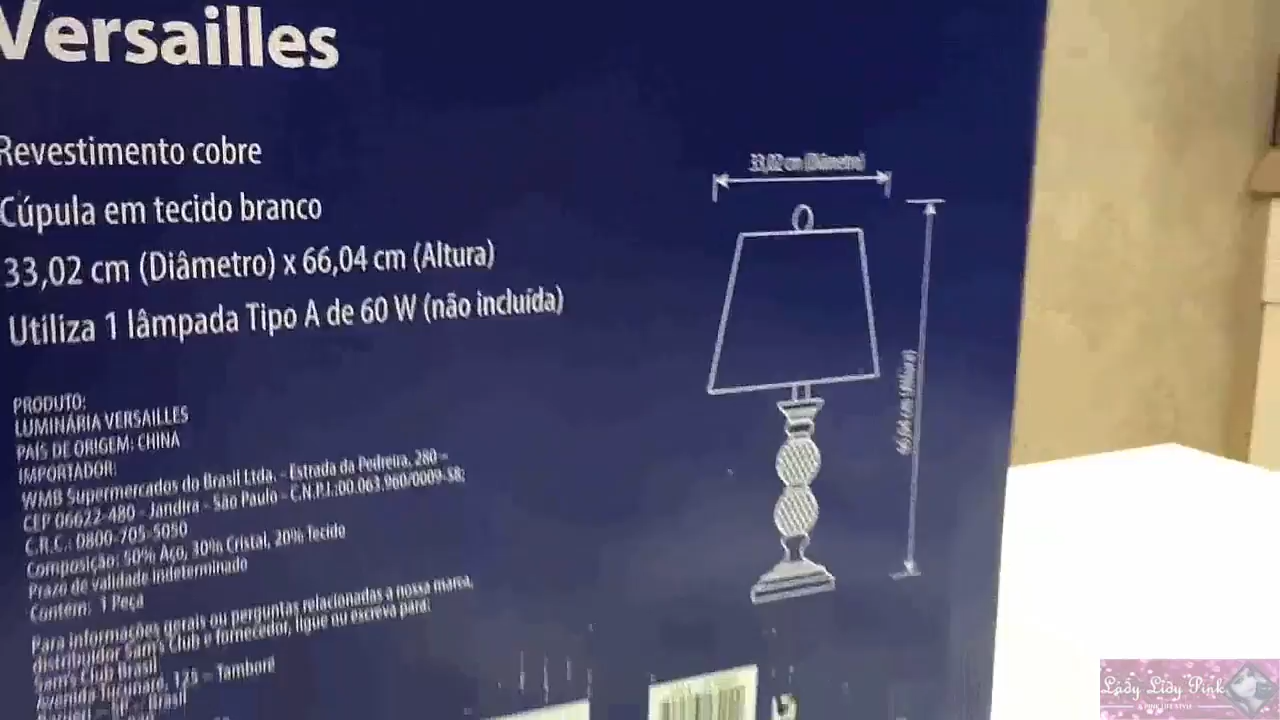 Versailles
Revestimento cobre
Cúpula em tecido branco
33,02 cm (Diâmetro) x 66,04 cm (Altura)
Utiliza 1 lâmpada Tipo A de 60 W (não incluída)
33,02 cm (Diâmetro)
66,04 cm (Altura)
PRODUTO:
LUMINÁRIA VERSAILLES
PAÍS DE ORIGEM: CHINA
IMPORTADOR:
WMB Supermercados do Brasil Ltda. - Estrada da Pedreira, 280 -
CEP 06622-480 - Jandira - São Paulo - C.N.P.J.:00.063.960/0009-58;
C.R.C.: 0800-705-5050
Composição: 50% Aço, 30% Cristal, 20% Tecido
Prazo de validade indeterminado
Contém: 1 Peça
Para informações gerais ou perguntas relacionadas a nossa marca,
distribuidor Sam's Club e fornecedor, ligue ou escreva para:
Sam's Club Brasil
Avenida 125 - Tamboré
- Brasil
Lady Lidy Pink